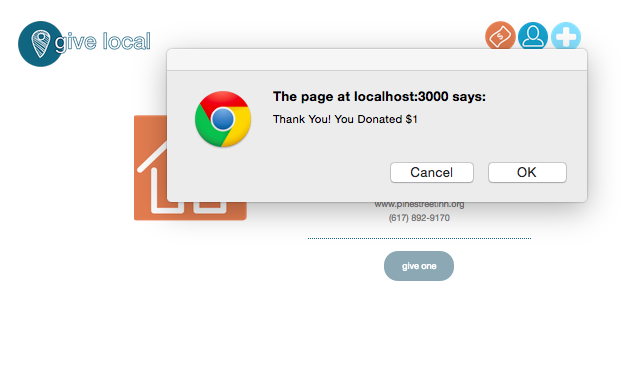 give local
$
The page at localhost:3000 says:
Thank You! You Donated $1
Cancel
OK
www.pinestreetinn.org
(617) 892-9170
give one